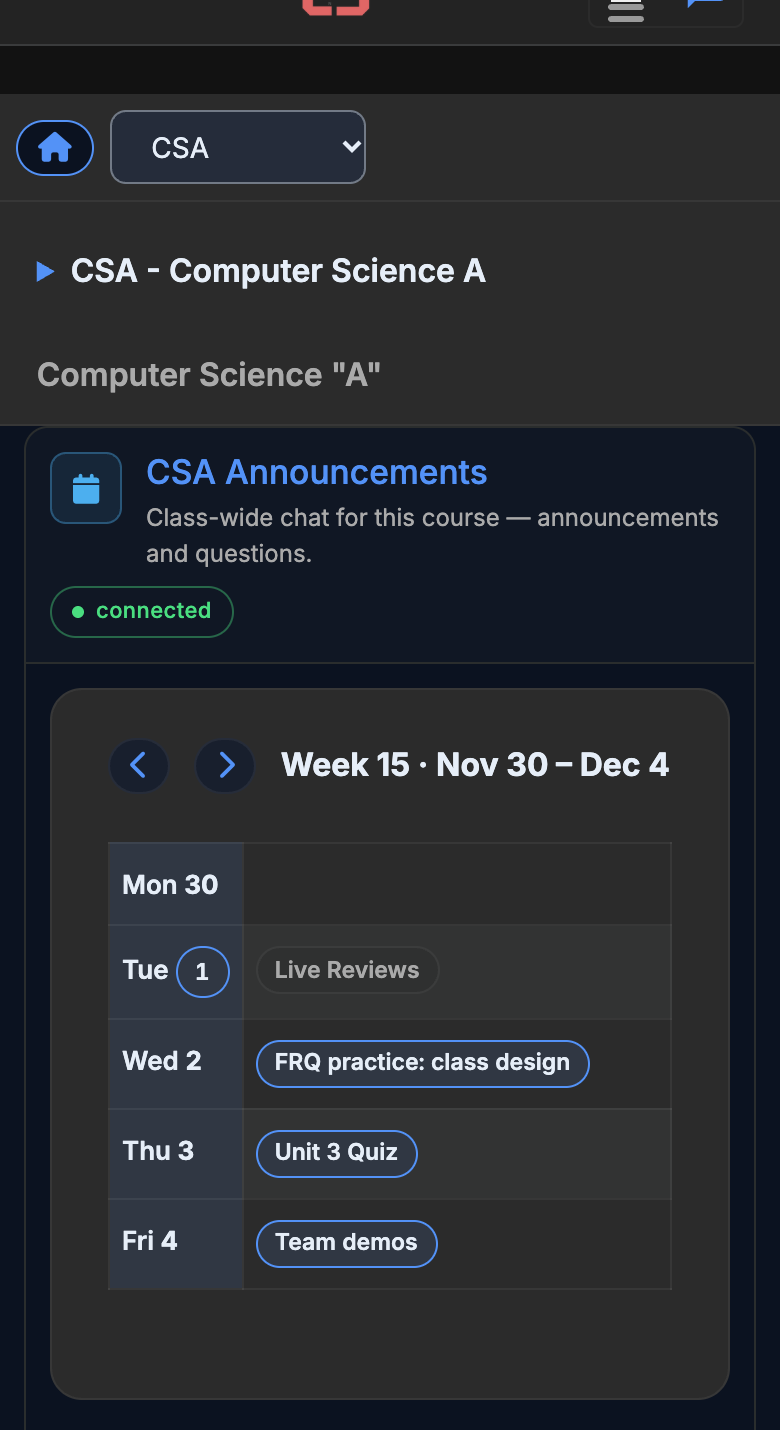 CSA
CSA - Computer Science A
Computer Science "A"
CSA Announcements
Class-wide chat for this course — announcements
and questions.
connected
Week 15 · Nov 30 – Dec 4
Mon 30
Tue 1 Live Reviews
Wed 2 FRQ practice: class design
Thu 3 Unit 3 Quiz
Fri 4 Team demos